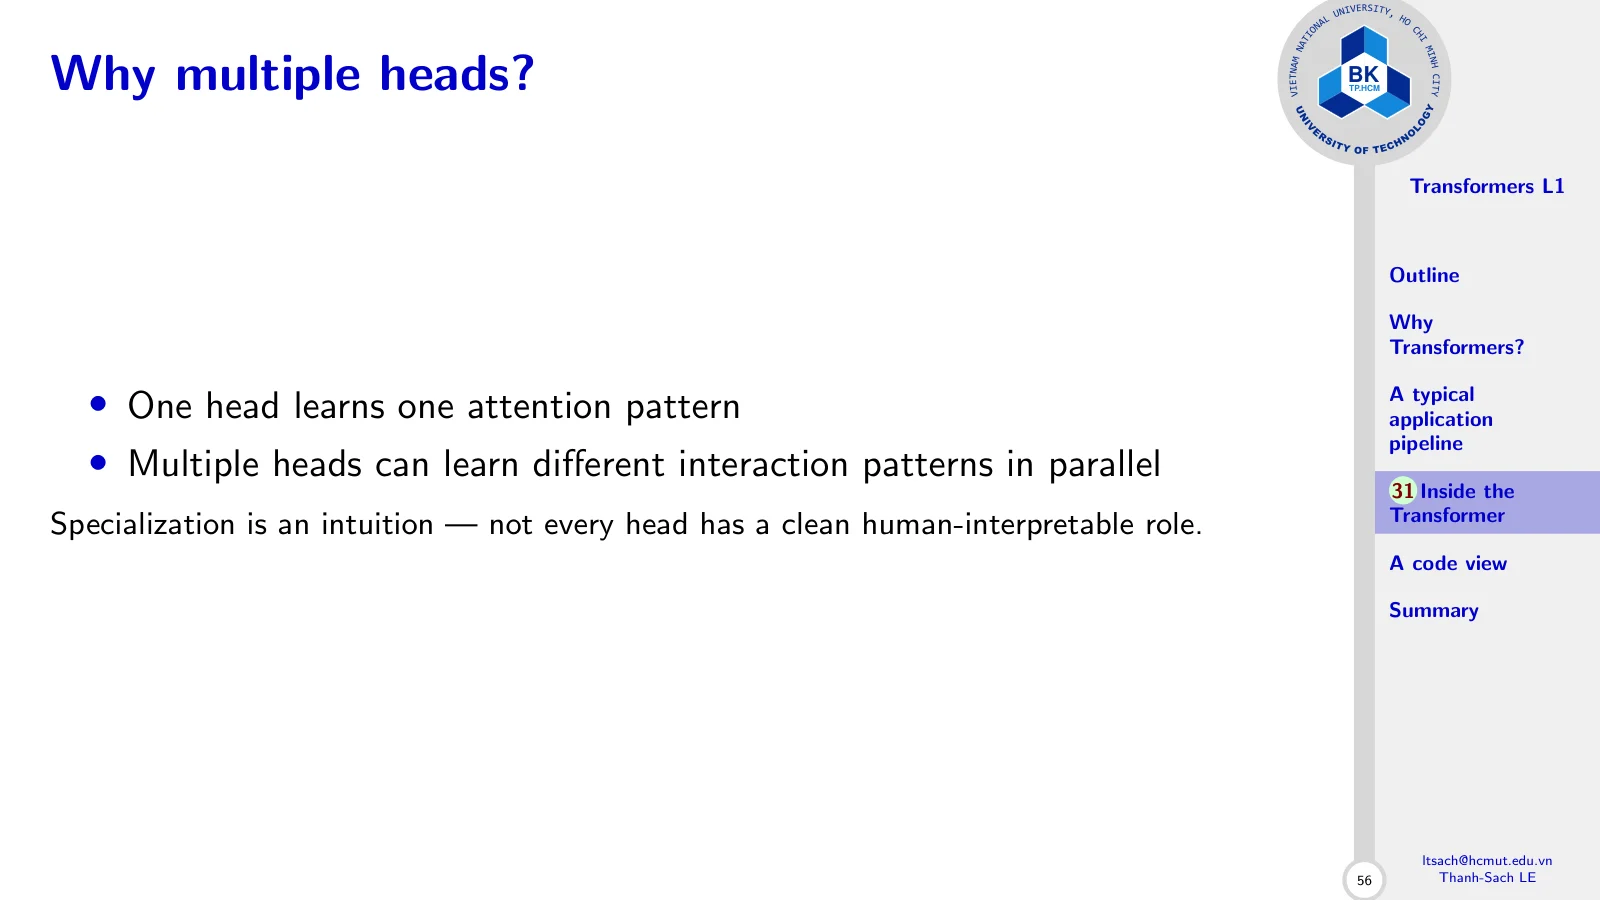 Why multiple heads?
• One head learns one attention pattern
• Multiple heads can learn different interaction patterns in parallel
Specialization is an intuition — not every head has a clean human-interpretable role.
VIETNAM NATIONAL UNIVERSITY, HO CHI MINH CITY
BK
TP.HCM
UNIVERSITY OF TECHNOLOGY
Transformers L1
Outline
Why
Transformers?
A typical
application
pipeline
31 Inside the
Transformer
A code view
Summary
ltsach@hcmut.edu.vn
Thanh-Sach LE
56